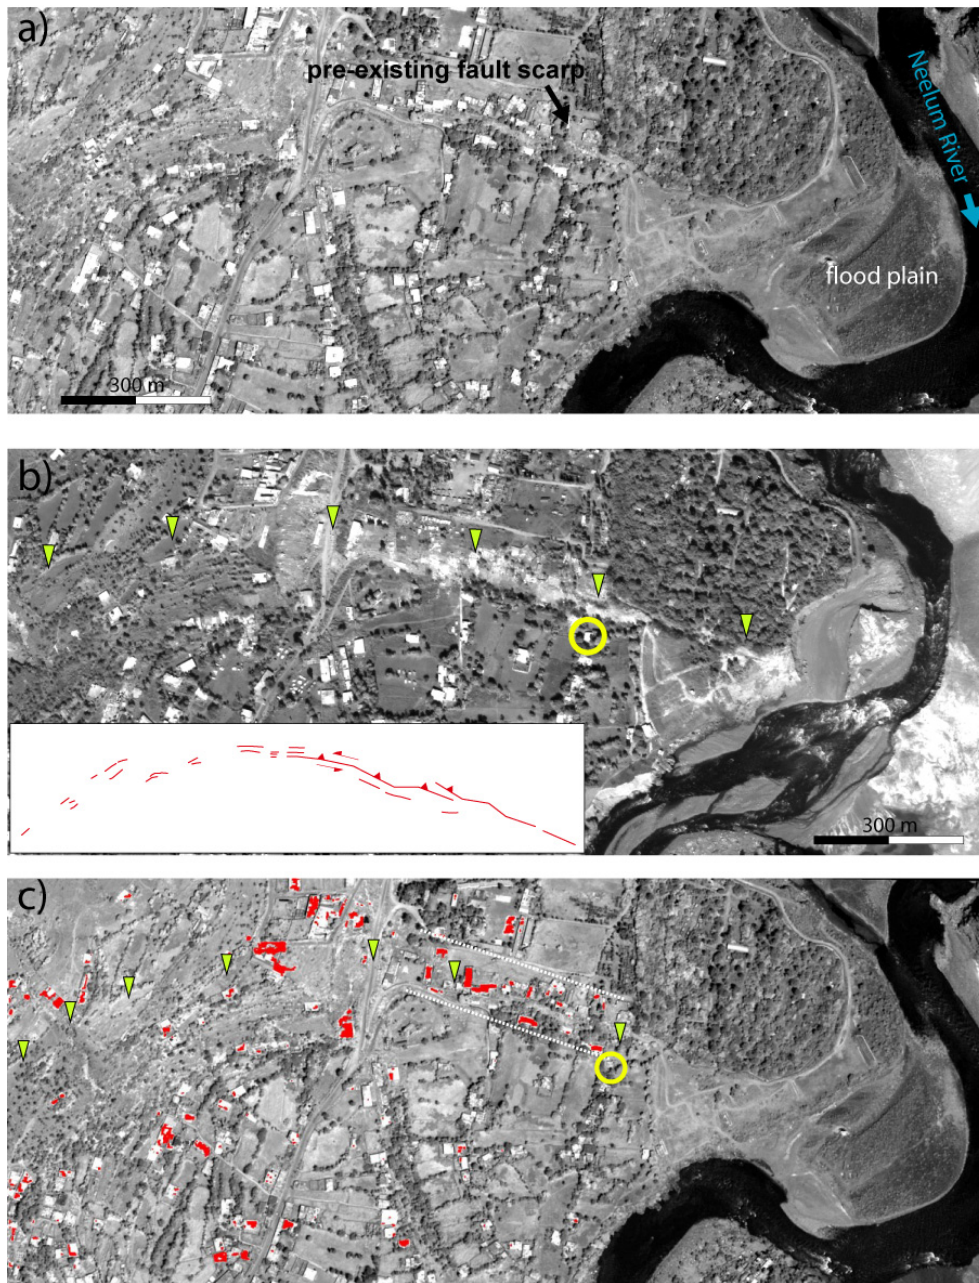 a)
pre-existing fault scarp
Neelum River
flood plain
300 m
b)
300 m
c)